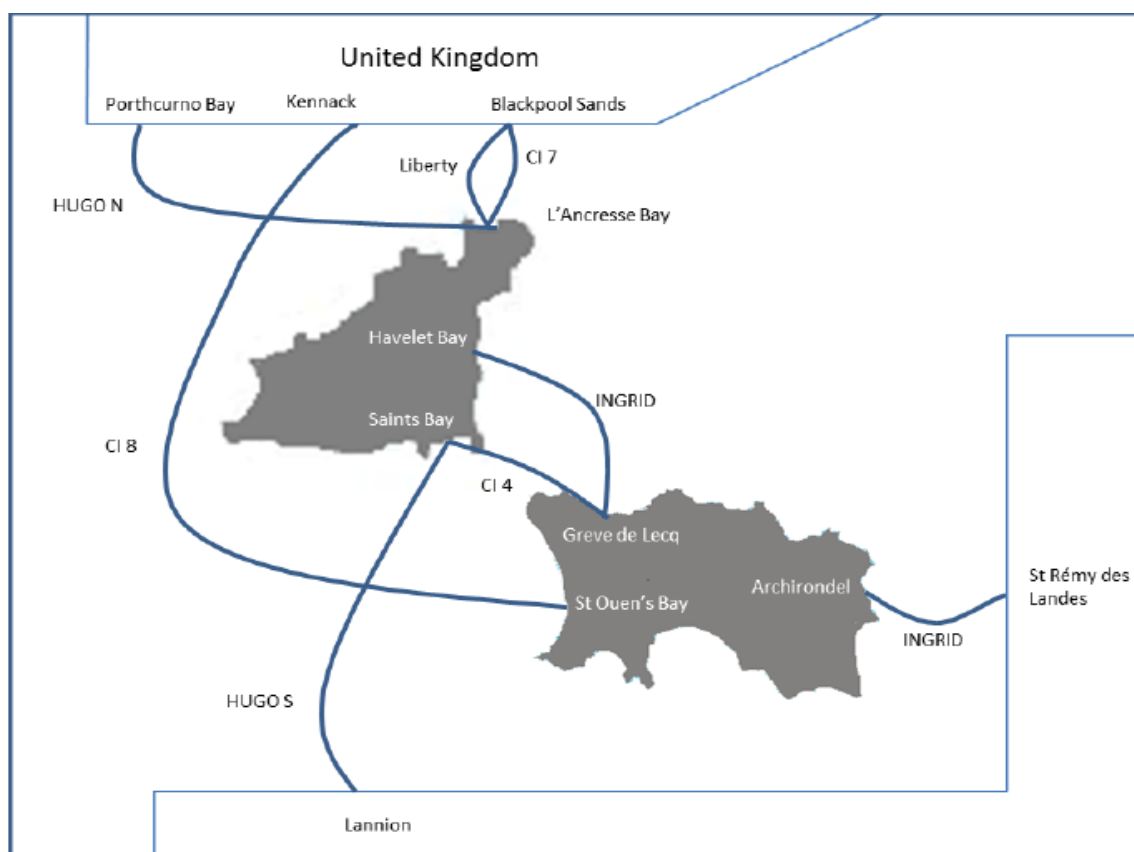 United Kingdom
Porthcurno Bay
Kennack
Blackpool Sands
Liberty
CI 7
HUGO N
L'Ancresse Bay
Havelet Bay
INGRID
Saints Bay
CI 8
CI 4
Greve de Lecq
St Ouen's Bay
Archirondel
St Rémy des
Landes
INGRID
HUGO S
Lannion